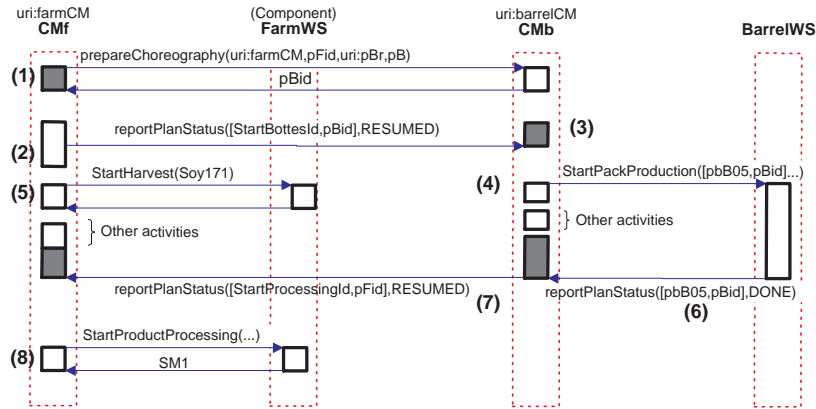 uri:farmCM (Component) uri:barrelCM
CMf FarmWS CMb BarrelWS
prepareChoreography(uri:farmCM,pFid,uri:pBr,pB)
(1) pBid
reportPlanStatus([StartBottesId,pBid],RESUMED) (3)
(2)
StartHarvest(Soy171) (4) StartPackProduction([pbB05,pBid]...)
(5)
Other activities Other activities
reportPlanStatus([StartProcessingId,pFid],RESUMED) (7) reportPlanStatus([pbB05,pBid],DONE)
(6)
StartProductProcessing(...)
(8) SM1